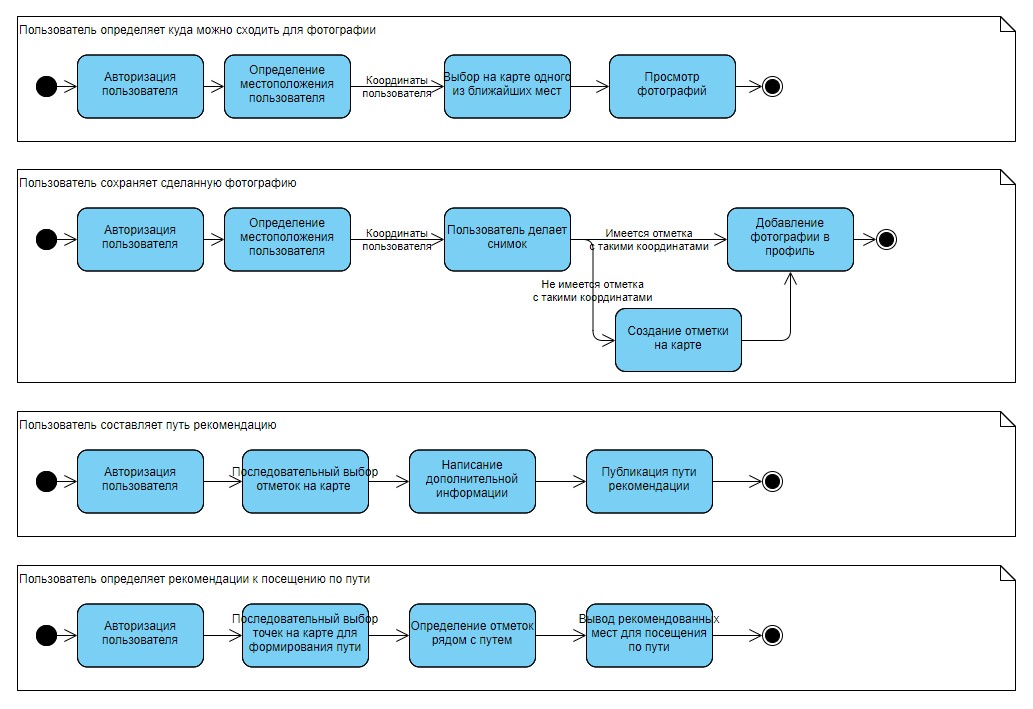 Пользователь определяет куда можно сходить для фотографии
Авторизация
пользователя
Определение
местоположения
пользователя
Координаты
пользователя
Выбор на карте одного
из ближайших мест
Просмотр
фотографий
Пользователь сохраняет сделанную фотографию
Авторизация
пользователя
Определение
местоположения
пользователя
Координаты
пользователя
Пользователь делает
снимок
Имеется отметка
с такими координатами
Добавление
фотографии в
профиль
Не имеется отметка
с такими координатами
Создание отметки
на карте
Пользователь составляет путь рекомендацию
Авторизация
пользователя
Последовательный выбор
отметок на карте
Написание
дополнительной
информации
Публикация пути
рекомендации
Пользователь определяет рекомендации к посещению по пути
Авторизация
пользователя
Последовательный выбор
точек на карте для
формирования пути
Определение отметок
рядом с путем
Вывод рекомендованных
мест для посещения
по пути